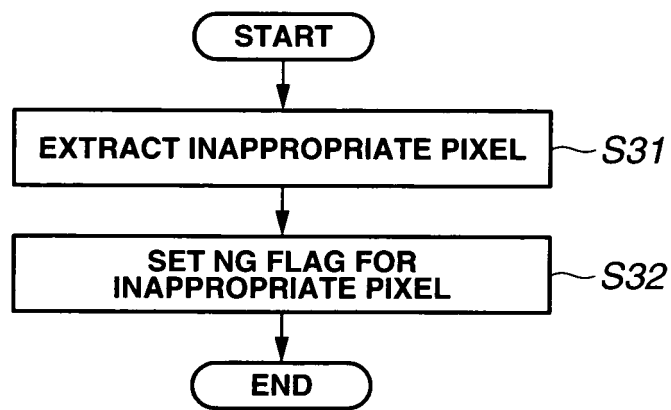 START
EXTRACT INAPPROPRIATE PIXEL
S31
SET NG FLAG FOR
INAPPROPRIATE PIXEL
S32
END